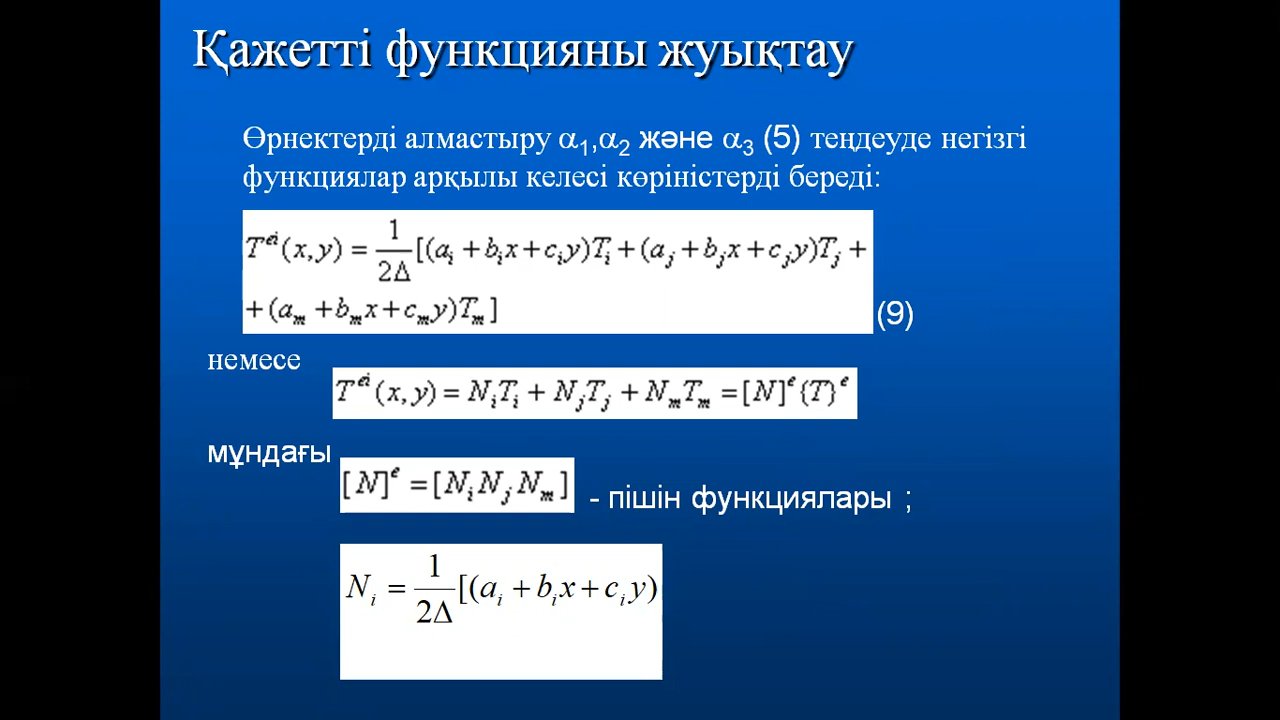 Қажетті функцияны жуықтау
Өрнектерді алмастыру α1,α2 және α3 (5) теңдеуде негізгі
функциялар арқылы келесі көріністерді береді:
T^ei(x,y) = 1/2Δ [(a_i + b_i x + c_i y)T_i + (a_j + b_j x + c_j y)T_j +
+ (a_m + b_m x + c_m y)T_m ] (9)
немесе
T^ei(x,y) = N_i T_i + N_j T_j + N_m T_m = [N]^e {T}^e
мұндағы
[N]^e = [N_i N_j N_m] - пішін функциялары ;
N_i = 1/2Δ [(a_i + b_i x + c_i y)